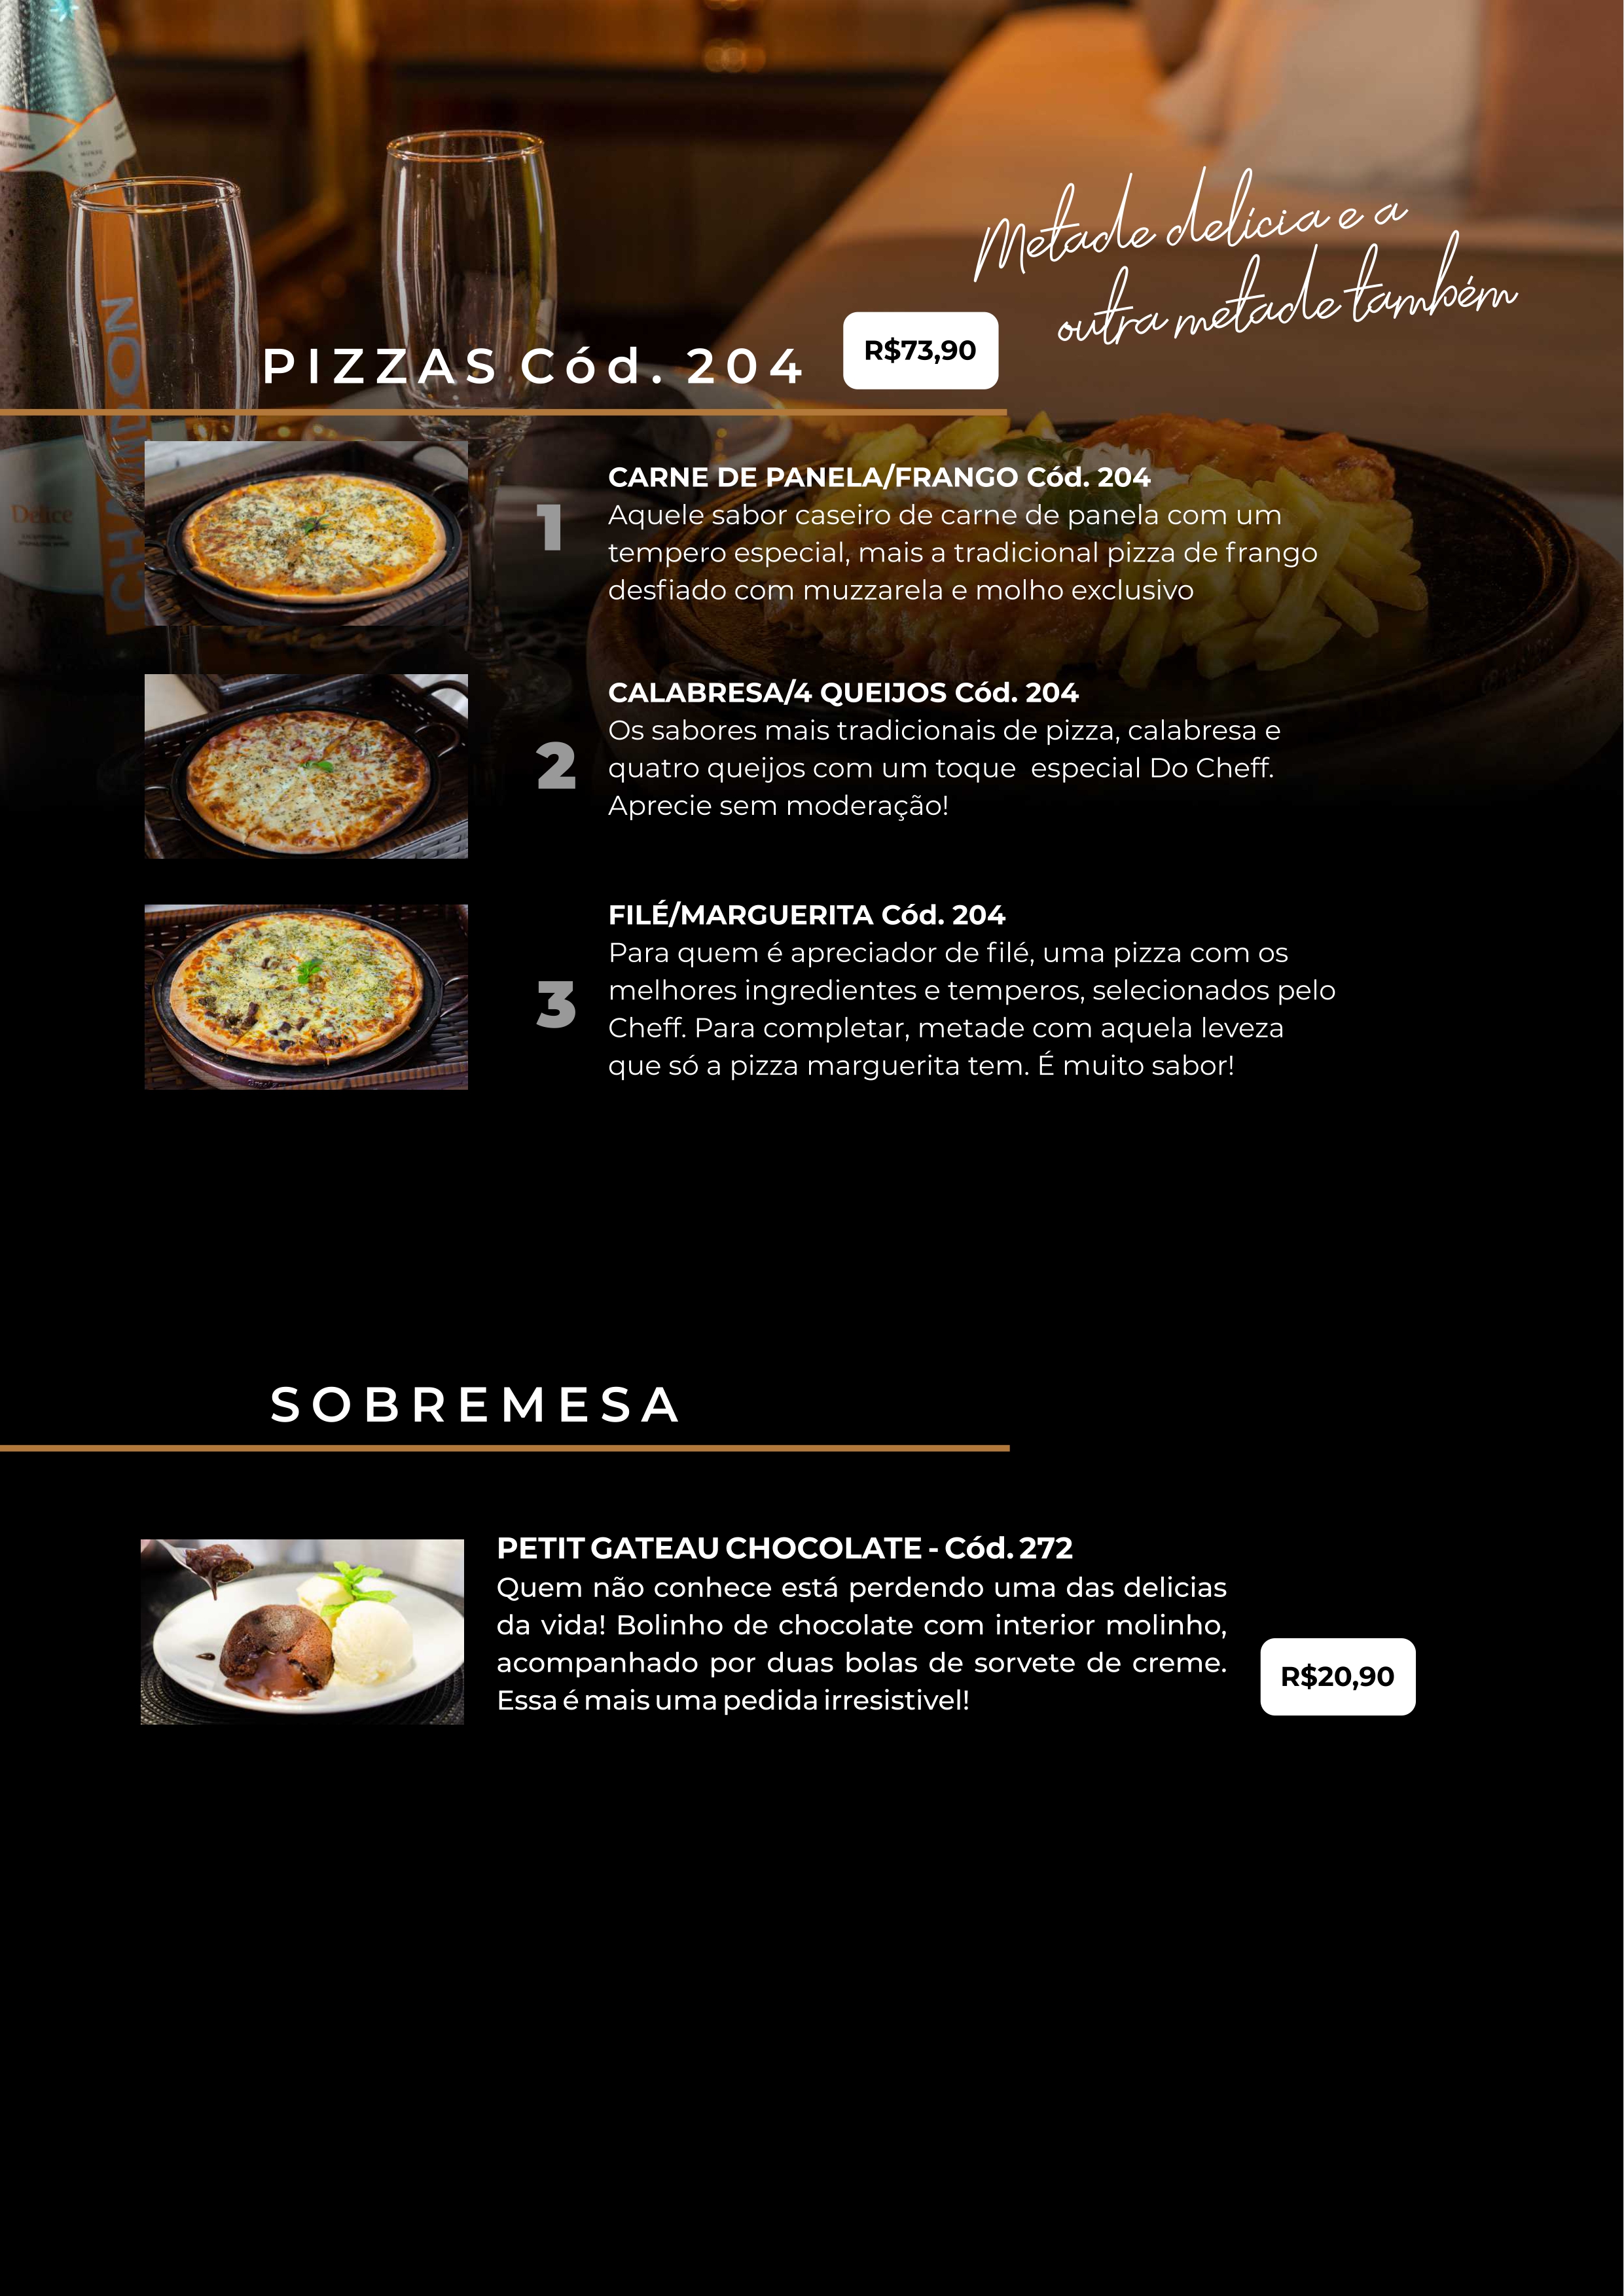 Metade delícia e a
outra metade também
PIZZAS Cód. 204
R$73,90
CHANDON
Délice
1
CARNE DE PANELA/FRANGO Cód. 204
Aquele sabor caseiro de carne de panela com um
tempero especial, mais a tradicional pizza de frango
desfiado com muzzarela e molho exclusivo
2
CALABRESA/4 QUEIJOS Cód. 204
Os sabores mais tradicionais de pizza, calabresa e
quatro queijos com um toque  especial Do Cheff.
Aprecie sem moderação!
3
FILÉ/MARGUERITA Cód. 204
Para quem é apreciador de filé, uma pizza com os
melhores ingredientes e temperos, selecionados pelo
Cheff. Para completar, metade com aquela leveza
que só a pizza marguerita tem. É muito sabor!
SOBREMESA
PETIT GATEAU CHOCOLATE - Cód. 272
Quem não conhece está perdendo uma das delicias
da vida! Bolinho de chocolate com interior molinho,
acompanhado por duas bolas de sorvete de creme.
Essa é mais uma pedida irresistivel!
R$20,90